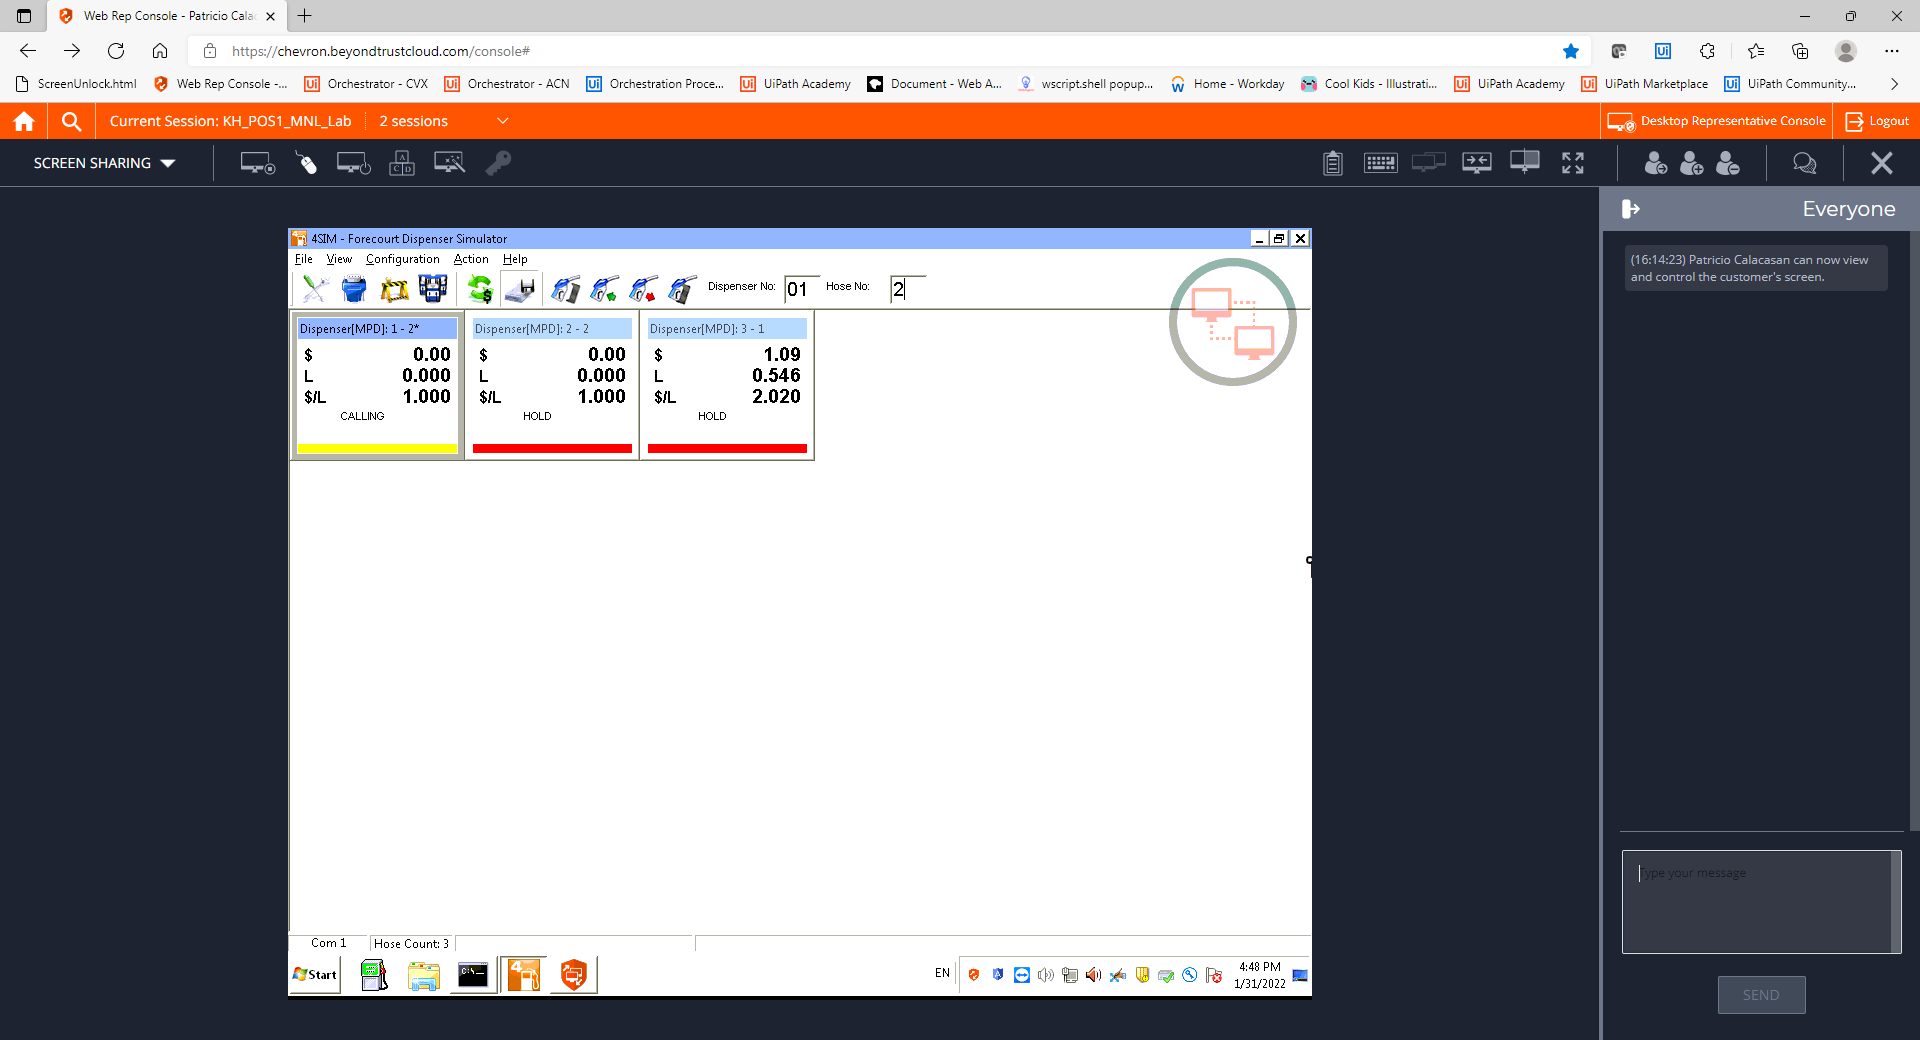 Web Rep Console - Patricio Cala
https://chevron.beyondtrustcloud.com/console#
ScreenUnlock.html
Web Rep Console -...
Orchestrator - CVX
Orchestrator - ACN
Orchestration Proce...
UiPath Academy
Document - Web A...
wscript.shell popup...
Home - Workday
Cool Kids - Illustrati...
UiPath Academy
UiPath Marketplace
UiPath Community...
Current Session: KH_POS1_MNL_Lab
2 sessions
Desktop Representative Console
Logout
SCREEN SHARING
Everyone
(16:14:23) Patricio Calacasan can now view
and control the customer's screen.
4SIM - Forecourt Dispenser Simulator
File View Configuration Action Help
Dispenser No: 01 Hose No: 2
Dispenser[MPD]: 1 - 2*
$ 0.00
L 0.000
$/L 1.000
CALLING
Dispenser[MPD]: 2 - 2
$ 0.00
L 0.000
$/L 1.000
HOLD
Dispenser[MPD]: 3 - 1
$ 1.09
L 0.546
$/L 2.020
HOLD
Type your message
SEND
Com 1
Hose Count: 3
Start
EN
4:48 PM
1/31/2022